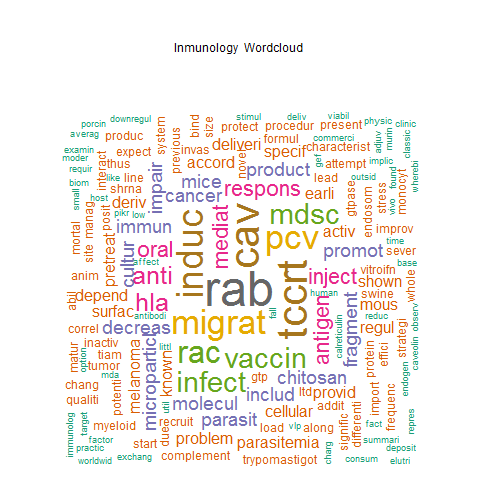 Inmunology Wordcloud
porcin
downregul
stimul
deliv
viabil
physic
clinic
averag
produc
system
bind
size
protect
procedur
present
commerci
adjuv
munn
classic
examin
moder
expect
previous
deliveri
formul
characterist
implic
found
whereby
requir
interact
thus
invas
accord
specif
novel
gef
attempt
outsid
vivo
like
line
impair
mice
product
lead
gtpase
endosom
stress
monocyt
biom
shrna
cancer
respons
earli
small
host
deriv
manag
posit
pikr
low
immun
mediat
induc
cav
mdsc
activ
improv
mortal
site
pretreat
cultur
oral
affect
pcv
promot
time
sever
anim
anti
rab
tccrt
inject
vitroifn
base
whole
abil
depend
hla
human
shown
swine
surfac
antibodi
fall
antigen
fragment
mous
reduc
correl
decreas
migrat
calreticulin
regul
strategi
caveolin
observ
matur
option
inactiv
tiam
littl
rac
vaccin
protein
effici
tumor
melanoma
microparticl
known
infect
gtp
chitosan
endogen
mda
chang
potenti
molecul
includ
ltd
provid
import
frequenc
qualiti
util
parasit
cellular
addit
immunolog
target
myeloid
due
recruit
load
vlp
along
signific
differenti
fact
repres
factor
start
problem
parasitemia
summari
practic
complement
charg
deposit
worldwid
exchang
trypomastigot
consum
elutri